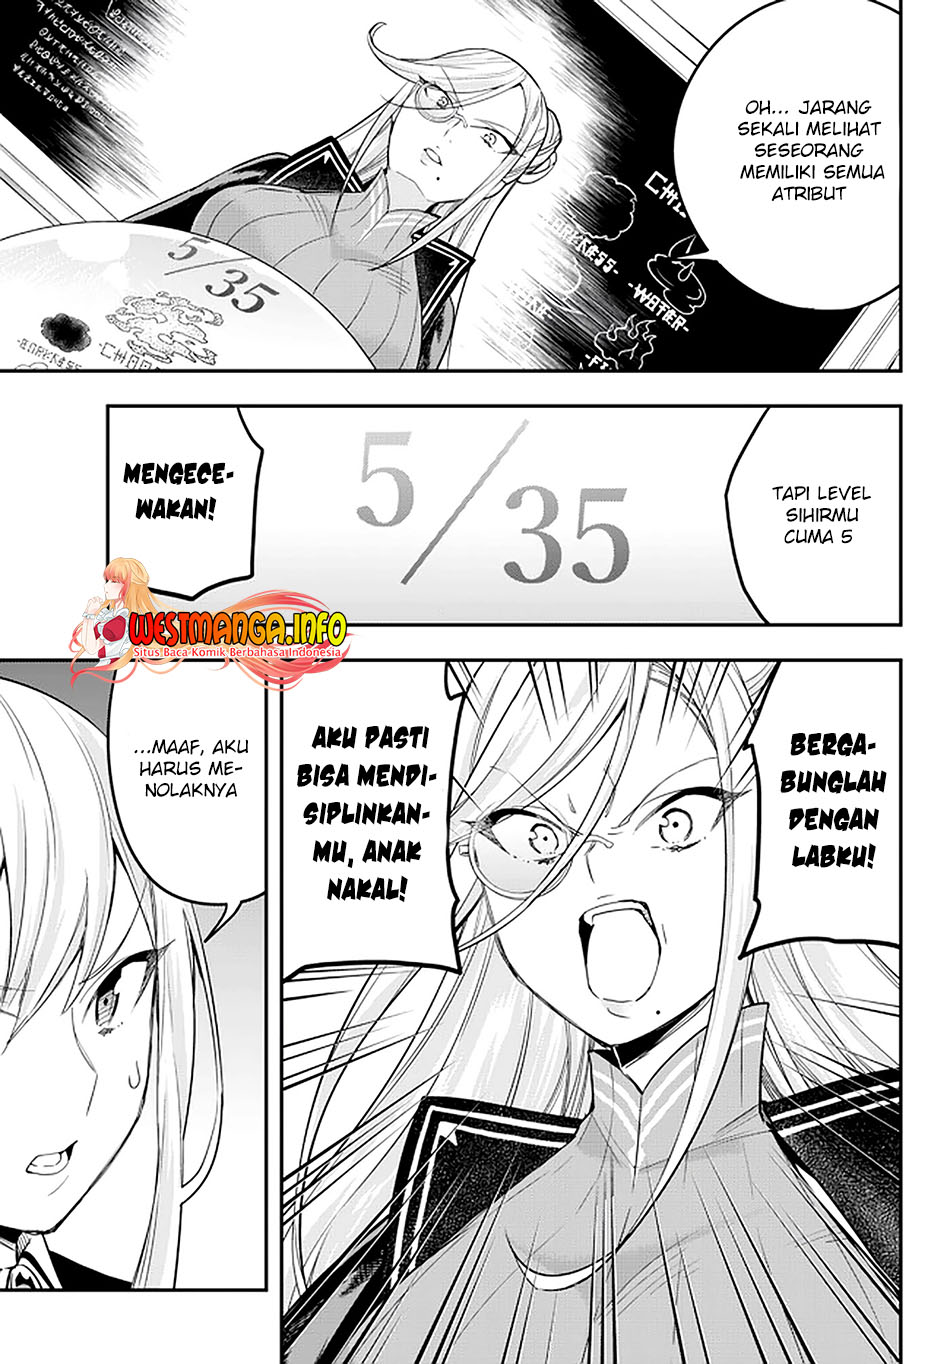 OH... JARANG
SEKALI MELIHAT
SESEORANG
MEMILIKI SEMUA
ATRIBUT
5/35
-WATER-
TAPI LEVEL
SIHIRMU
CUMA 5
5/35
MENGECE-
WAKAN!
WESTMANGA.INFO
Situs Baca Komik Berbahasa Indonesia
BERGA-
BUNGLAH
DENGAN
LABKU!
AKU PASTI
BISA MENDI-
SIPLINKAN-
MU, ANAK
NAKAL!
...MAAF, AKU
HARUS ME-
NOLAKNYA